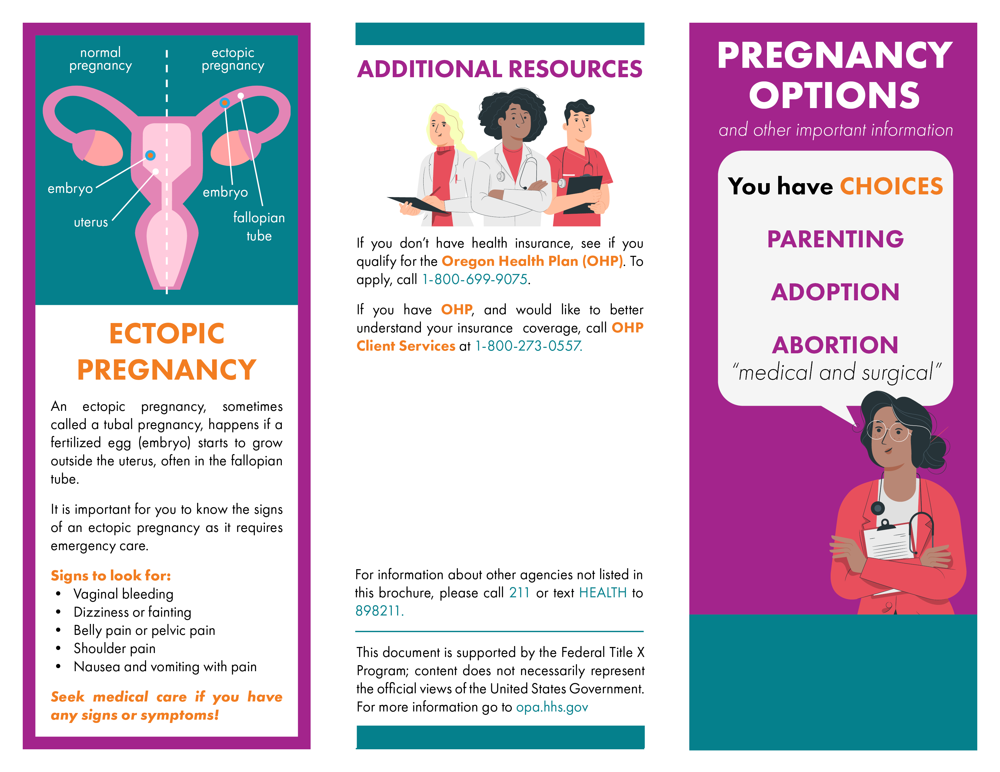 normal
pregnancy
ectopic
pregnancy
embryo
uterus
embryo
fallopian
tube
ECTOPIC
PREGNANCY
An ectopic pregnancy, sometimes
called a tubal pregnancy, happens if a
fertilized egg (embryo) starts to grow
outside the uterus, often in the fallopian
tube.
It is important for you to know the signs
of an ectopic pregnancy as it requires
emergency care.
Signs to look for:
• Vaginal bleeding
• Dizziness or fainting
• Belly pain or pelvic pain
• Shoulder pain
• Nausea and vomiting with pain
Seek medical care if you have
any signs or symptoms!
ADDITIONAL RESOURCES
If you don’t have health insurance, see if you
qualify for the Oregon Health Plan (OHP). To
apply, call 1-800-699-9075.
If you have OHP, and would like to better
understand your insurance coverage, call OHP
Client Services at 1-800-273-0557.
For information about other agencies not listed in
this brochure, please call 211 or text HEALTH to
898211.
This document is supported by the Federal Title X
Program; content does not necessarily represent
the official views of the United States Government.
For more information go to opa.hhs.gov
PREGNANCY
OPTIONS
and other important information
You have CHOICES
PARENTING
ADOPTION
ABORTION
“medical and surgical”